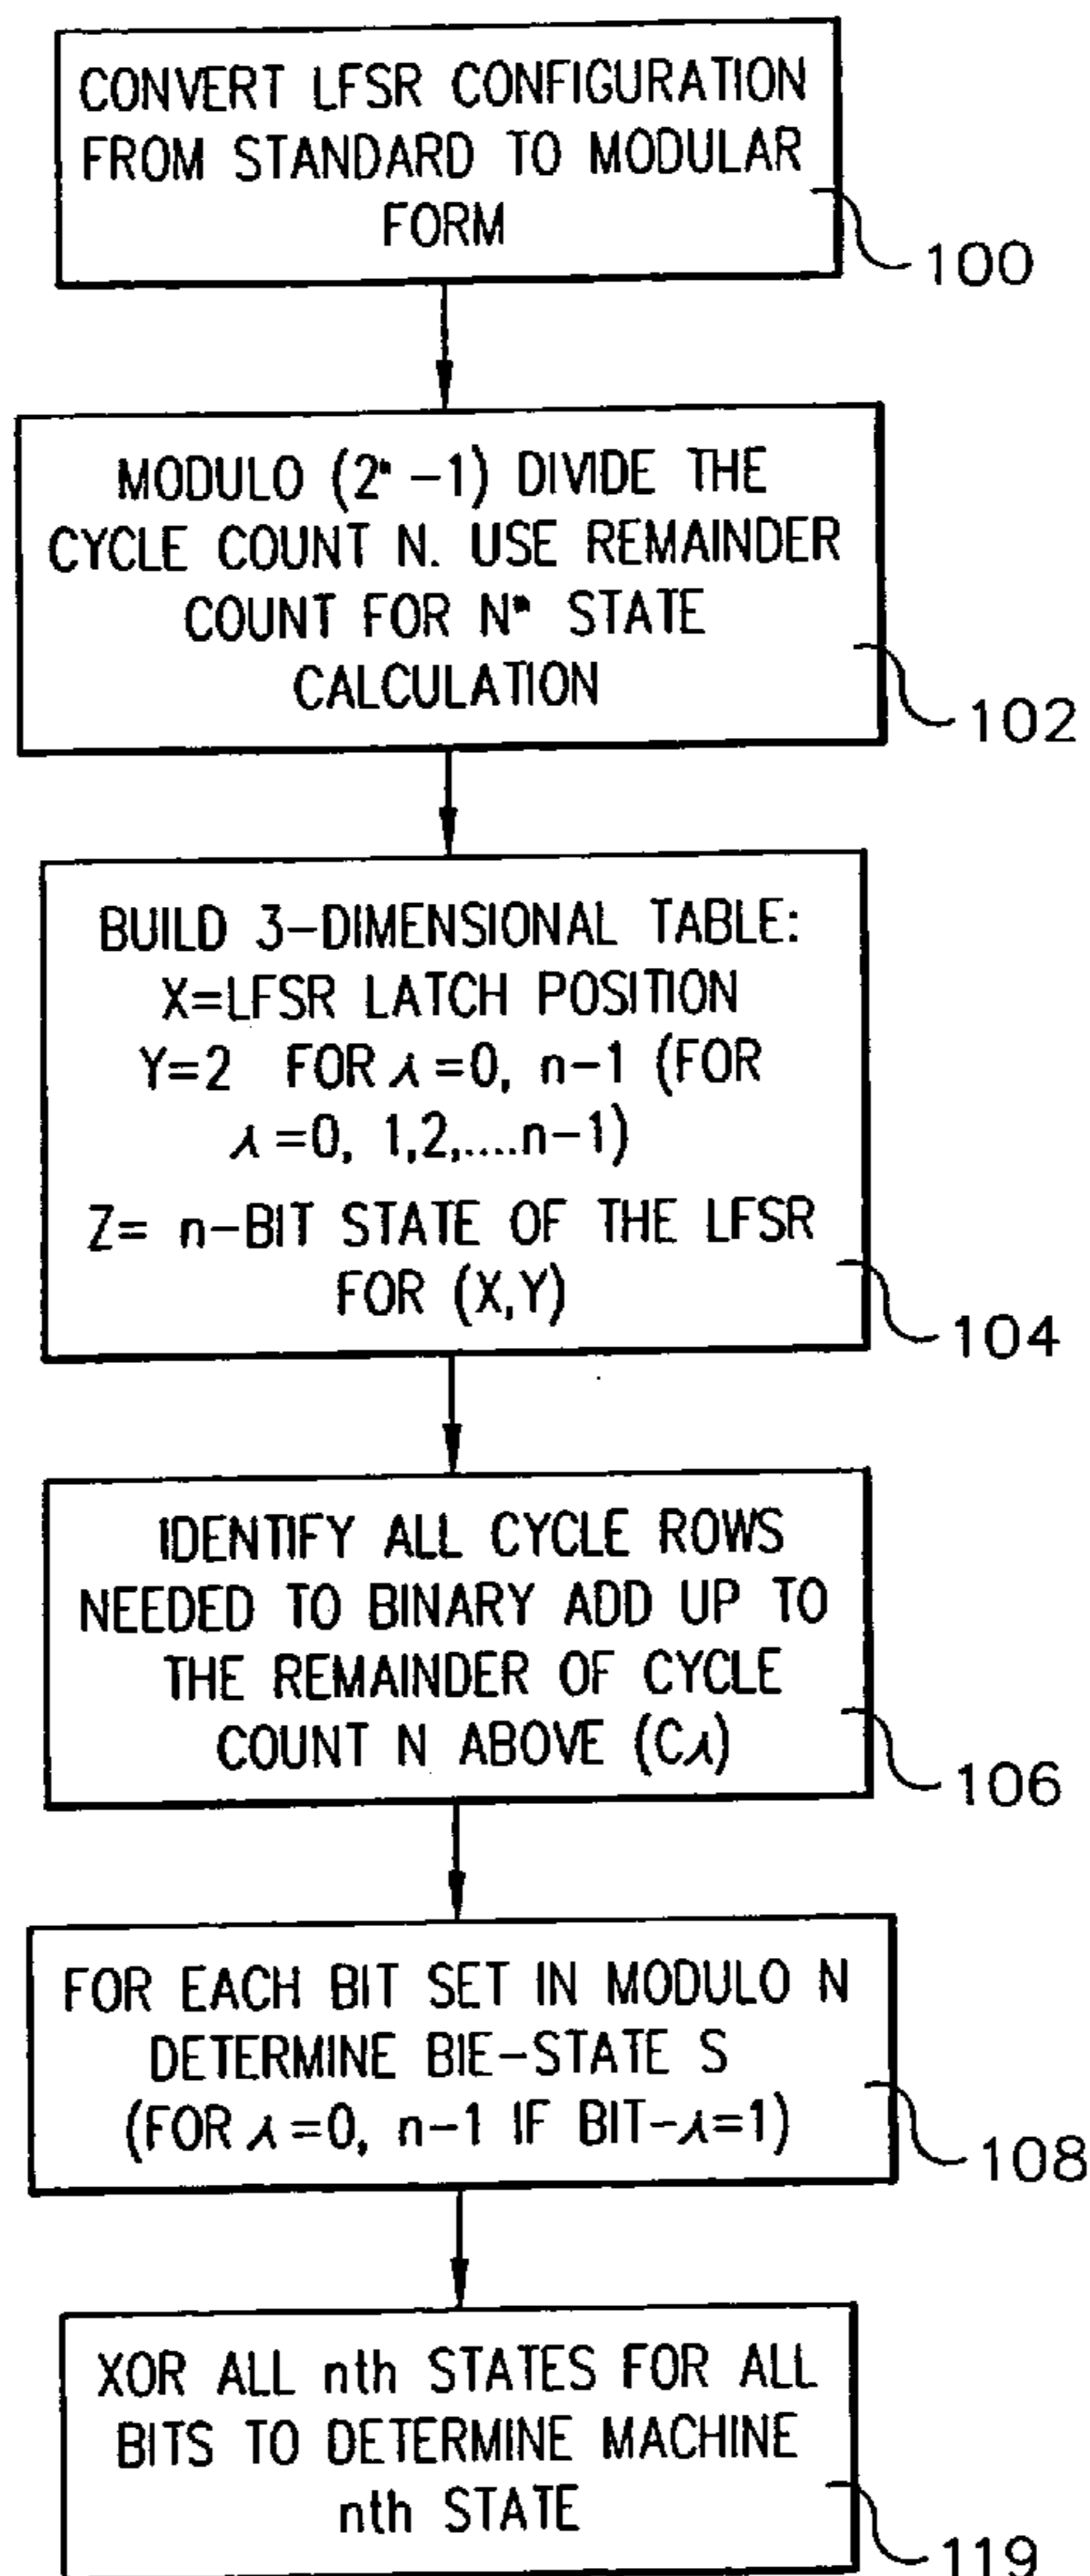 CONVERT LFSR CONFIGURATION
FROM STANDARD TO MODULAR
FORM
100
MODULO (2ⁿ -1) DIVIDE THE
CYCLE COUNT N. USE REMAINDER
COUNT FOR Nⁿ STATE
CALCULATION
102
BUILD 3-DIMENSIONAL TABLE:
X=LFSR LATCH POSITION
Y=2 FOR λ=0, n-1 (FOR
λ=0, 1,2,....n-1)
Z= n-BIT STATE OF THE LFSR
FOR (X,Y)
104
IDENTIFY ALL CYCLE ROWS
NEEDED TO BINARY ADD UP TO
THE REMAINDER OF CYCLE
COUNT N ABOVE (Cλ)
106
FOR EACH BIT SET IN MODULO N
DETERMINE BIE-STATE S
(FOR λ=0, n-1 IF BIT-λ=1)
108
XOR ALL nth STATES FOR ALL
BITS TO DETERMINE MACHINE
nth STATE
119